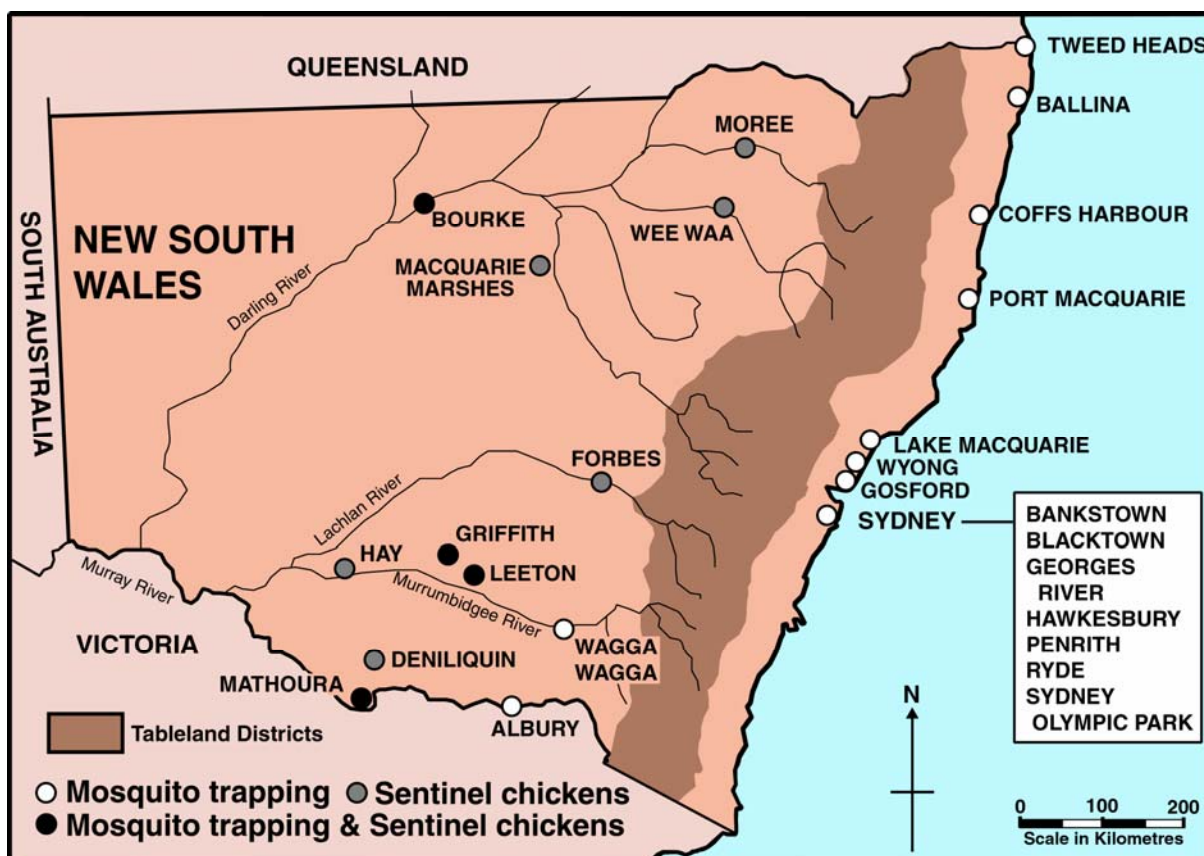 QUEENSLAND
TWEED HEADS
BALLINA
MOREE
BOURKE
WEE WAA
COFFS HARBOUR
SOUTH AUSTRALIA
NEW SOUTH
WALES
MACQUARIE
MARSHES
PORT MACQUARIE
Darling River
FORBES
LAKE MACQUARIE
WYONG
GOSFORD
SYDNEY
Lachlan River
GRIFFITH
HAY
LEETON
Murray River
Murrumbidgee River
BANKSTOWN
BLACKTOWN
GEORGES
RIVER
HAWKESBURY
PENRITH
RYDE
SYDNEY
OLYMPIC PARK
VICTORIA
WAGGA
WAGGA
DENILIQUIN
MATHOURA
ALBURY
N
Tableland Districts
Mosquito trapping
Sentinel chickens
Mosquito trapping & Sentinel chickens
0 100 200
Scale in Kilometres